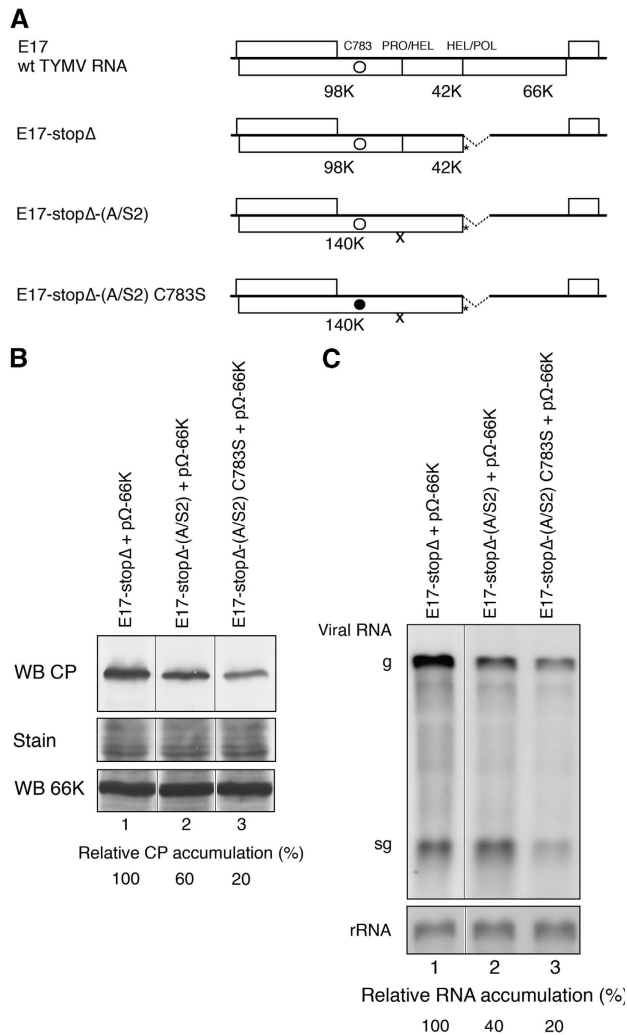 A
E17
wt TYMV RNA
C783 PRO/HEL HEL/POL
98K 42K 66K
E17-stopΔ
*
98K 42K
E17-stopΔ-(A/S2)
*
140K x
E17-stopΔ-(A/S2) C783S
*
140K x
B
E17-stopΔ + pΩ-66K
E17-stopΔ-(A/S2) + pΩ-66K
E17-stopΔ-(A/S2) C783S + pΩ-66K
WB CP
Stain
WB 66K
1 2 3
Relative CP accumulation (%)
100 60 20
C
E17-stopΔ + pΩ-66K
E17-stopΔ-(A/S2) + pΩ-66K
E17-stopΔ-(A/S2) C783S + pΩ-66K
Viral RNA
g
sg
rRNA
1 2 3
Relative RNA accumulation (%)
100 40 20